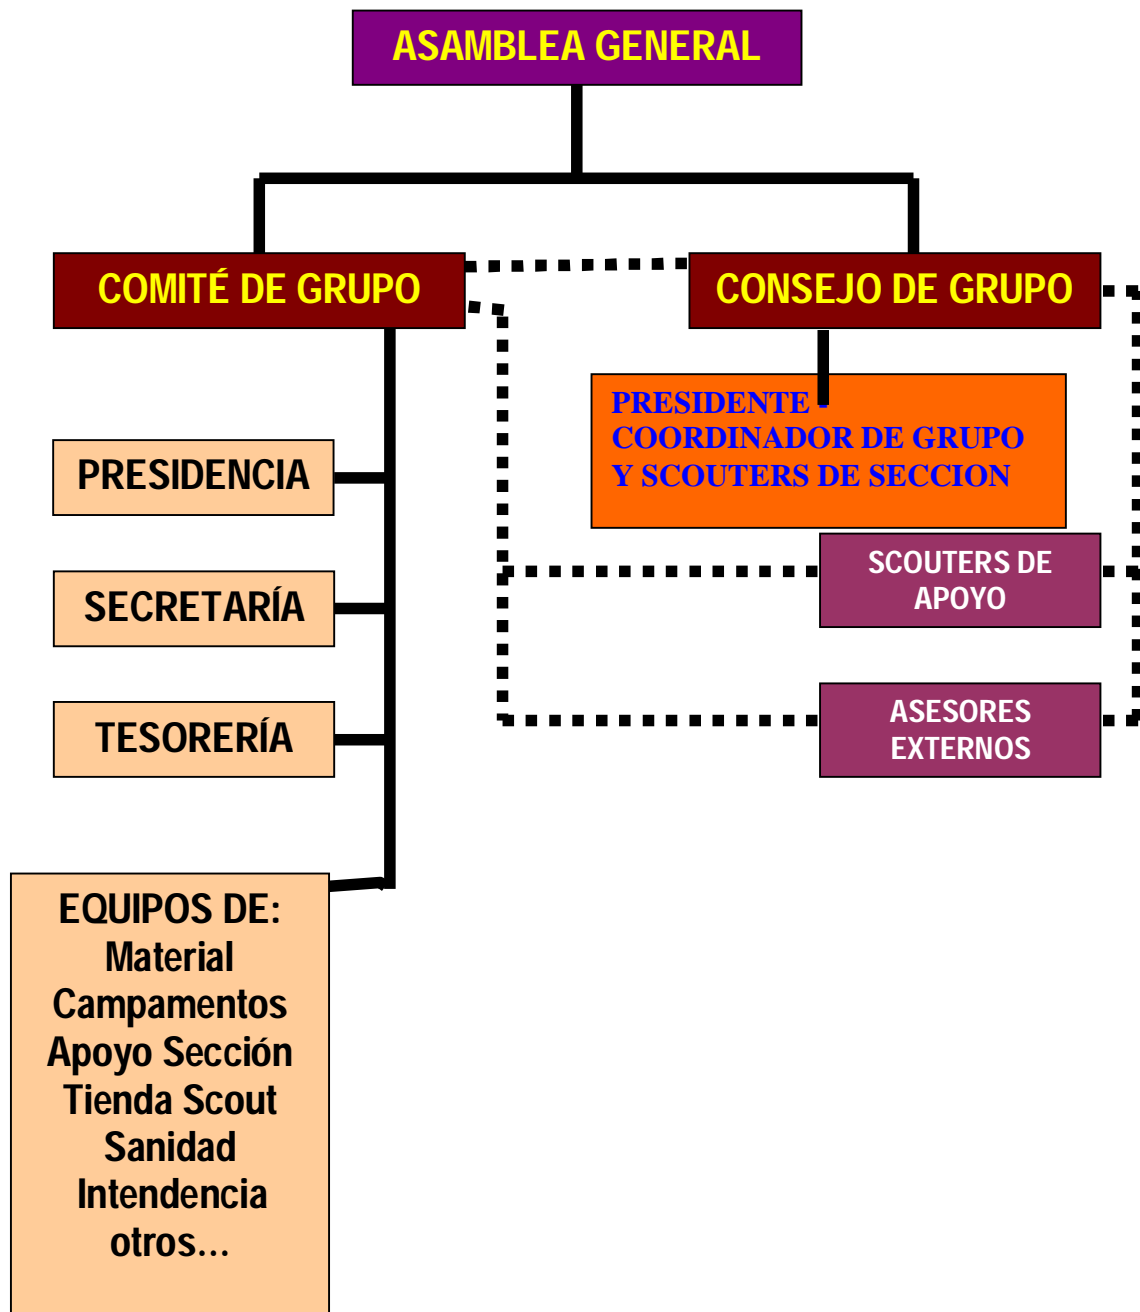 ASAMBLEA GENERAL
COMITÉ DE GRUPO
CONSEJO DE GRUPO
PRESIDENTE -
COORDINADOR DE GRUPO
Y SCOUTERS DE SECCION
PRESIDENCIA
SECRETARÍA
TESORERÍA
SCOUTERS DE
APOYO
ASESORES
EXTERNOS
EQUIPOS DE:
Material
Campamentos
Apoyo Sección
Tienda Scout
Sanidad
Intendencia
otros...